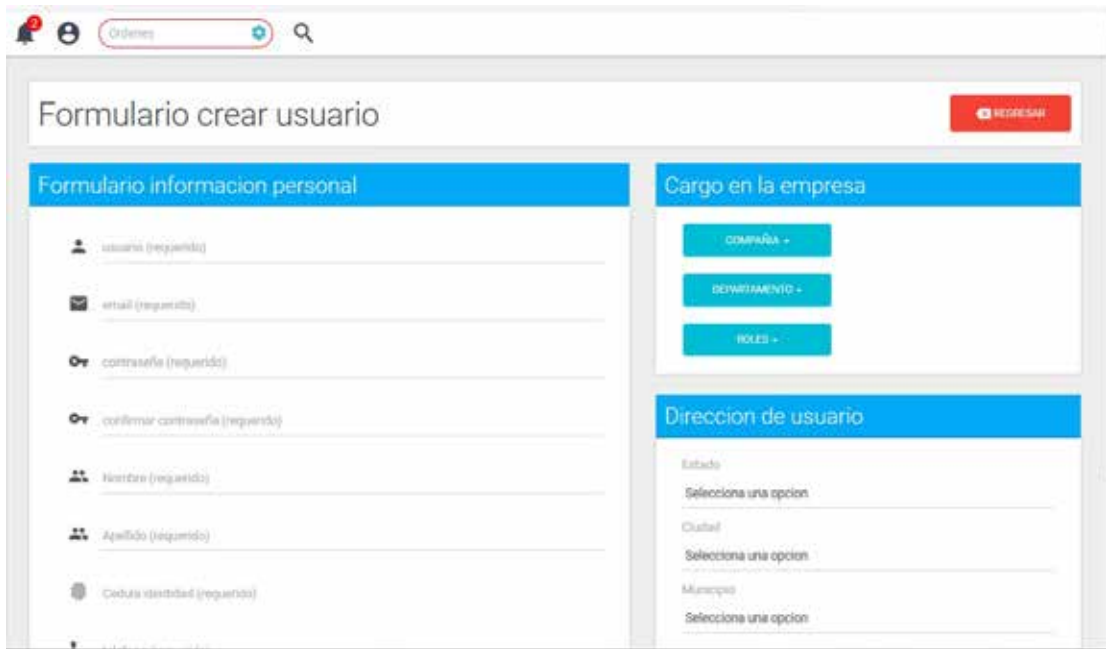 2
Ordenes
Formulario crear usuario
REGRESAR
Formulario informacion personal
usuario (requerido)
email (requerido)
contraseña (requerido)
confirmar contraseña (requerido)
Nombre (requerido)
Apellido (requerido)
Cedula identidad (requerido)
Cargo en la empresa
COMPAÑIA +
DEPARTAMENTO +
ROLES +
Direccion de usuario
Estado
Selecciona una opcion
Ciudad
Selecciona una opcion
Municipio
Selecciona una opcion